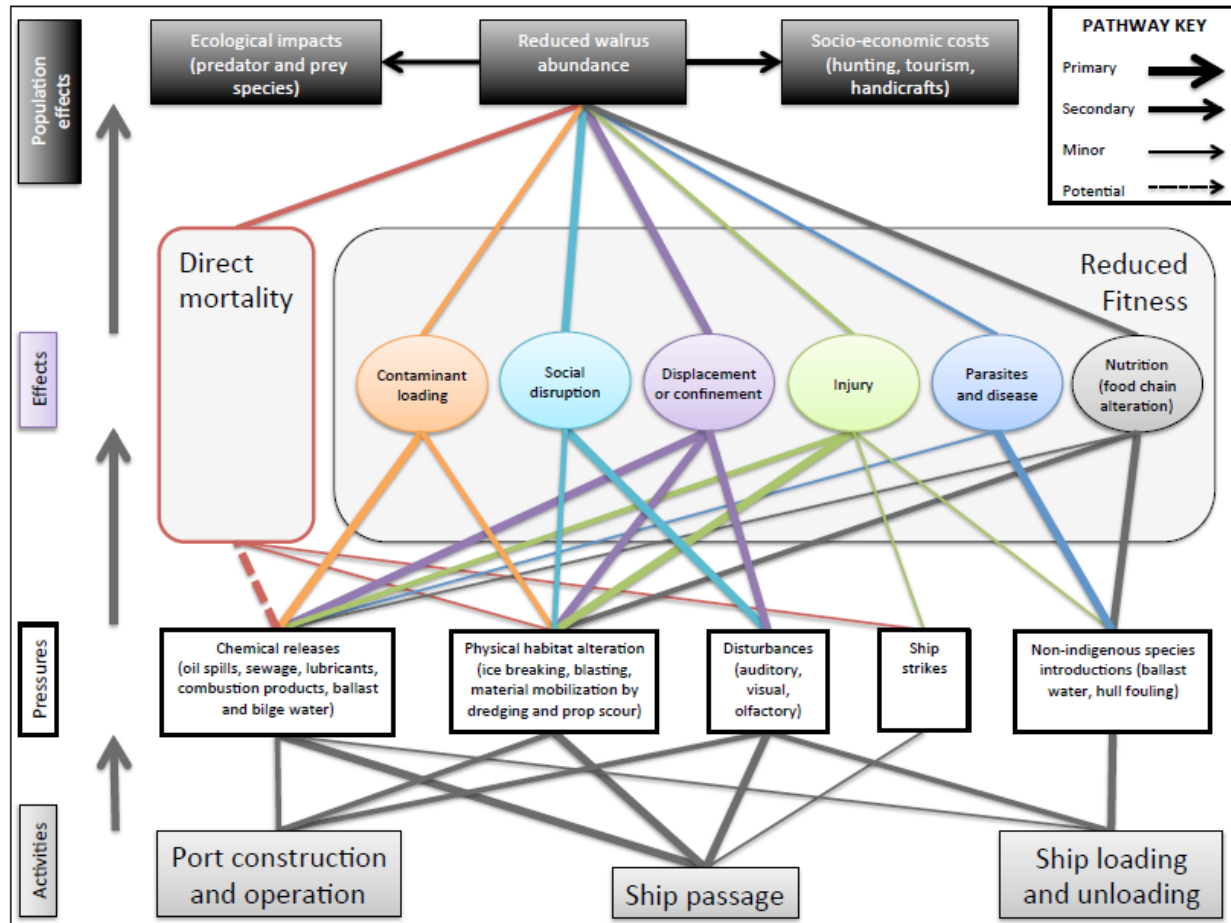 Population
effects
Ecological impacts
(predator and prey
species)
Reduced walrus
abundance
Socio-economic costs
(hunting, tourism,
handicrafts)
PATHWAY KEY
Primary
Secondary
Minor
Potential
Effects
Direct
mortality
Reduced
Fitness
Contaminant
loading
Social
disruption
Displacement
or confinement
Injury
Parasites
and disease
Nutrition
(food chain
alteration)
Pressures
Chemical releases
(oil spills, sewage, lubricants,
combustion products, ballast
and bilge water)
Physical habitat alteration
(ice breaking, blasting,
material mobilization by
dredging and prop scour)
Disturbances
(auditory,
visual,
olfactory)
Ship
strikes
Non-indigenous species
introductions (ballast
water, hull fouling)
Activities
Port construction
and operation
Ship passage
Ship loading
and unloading